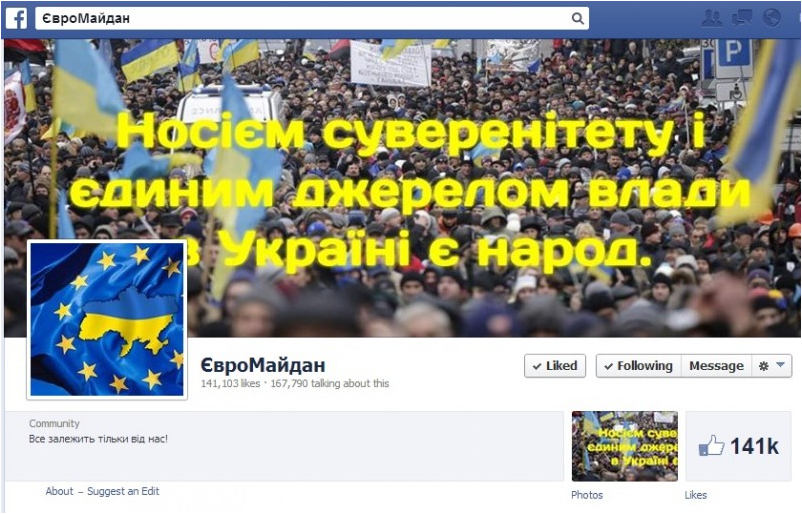 ЄвроМайдан
Носієм суверенітету і
єдиним джерелом влади
в Україні є народ.
ЄвроМайдан
141,103 likes · 167,790 talking about this
✓ Liked
✓ Following
Message
Community
Все залежить тільки від нас!
About – Suggest an Edit
Носієм суве
єдиним джере
в Україні є
Photos
141k
Likes